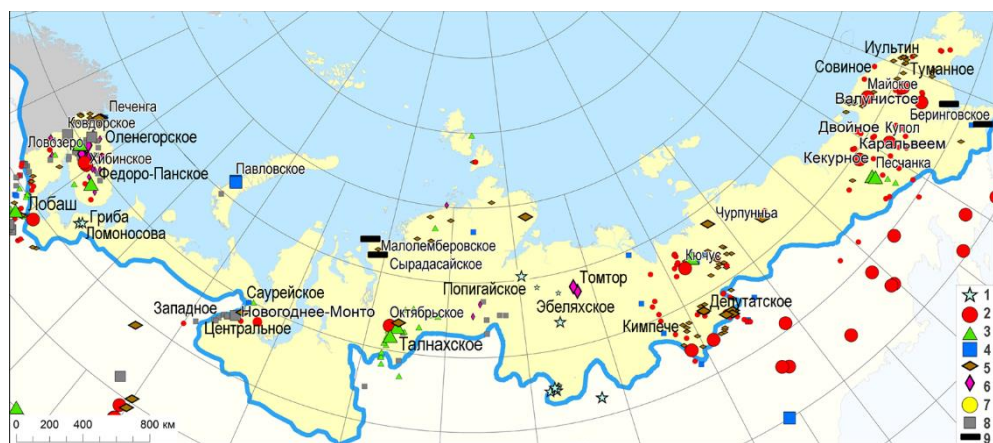 Иультин
Совиное
Туманное
Майское
Валунистое
Беринговское
Двойное
Купол
Каральвеем
Кекурное
Песчанка
Печенга
Ковдорское
Оленегорское
Ловозеро
Хибинское
Федоро-Панское
Павловское
Лобаш
Гриба
Ломоносова
Чурпуннья
Малолемберовское
Сырадасайское
Кючус
Томтор
Попигайское
Эбеляхское
Саурейское
Западное
Новогоднее-Монто
Центральное
Октябрьское
Талнахское
Депутатское
Кимпече
1
2
3
4
5
6
7
8
9
0 200 400 800 км